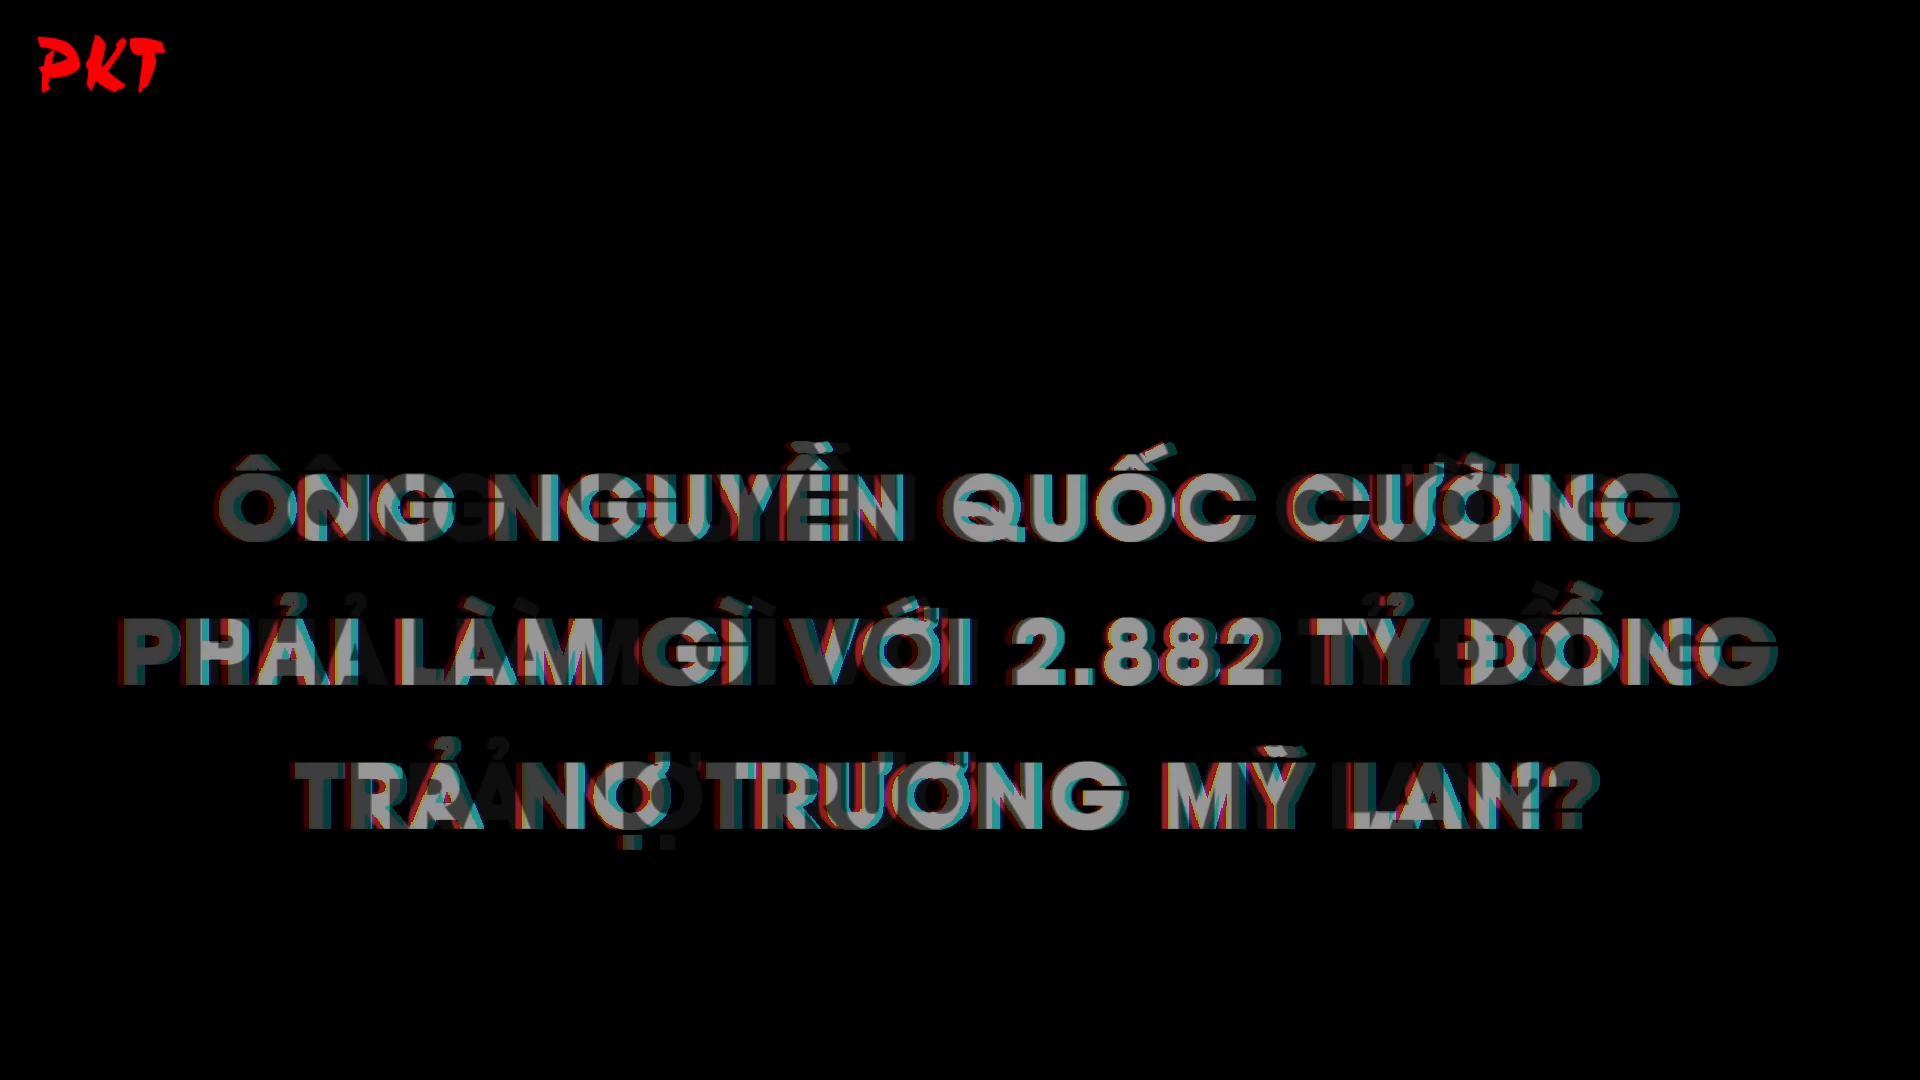 PKT
ÔNG NGUYỄN QUỐC CƯỜNG
PHẢI LÀM GÌ VỚI 2.882 TỶ ĐỒNG
TRẢ NỢ TRƯƠNG MỸ LAN?